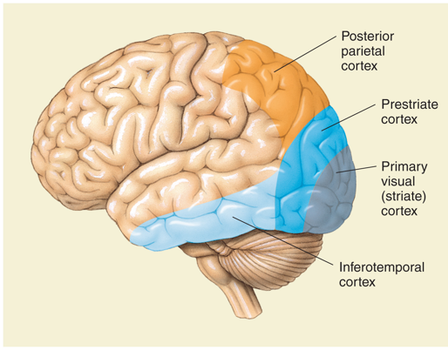 Posterior
parietal
cortex
Prestriate
cortex
Primary
visual
(striate)
cortex
Inferotemporal
cortex